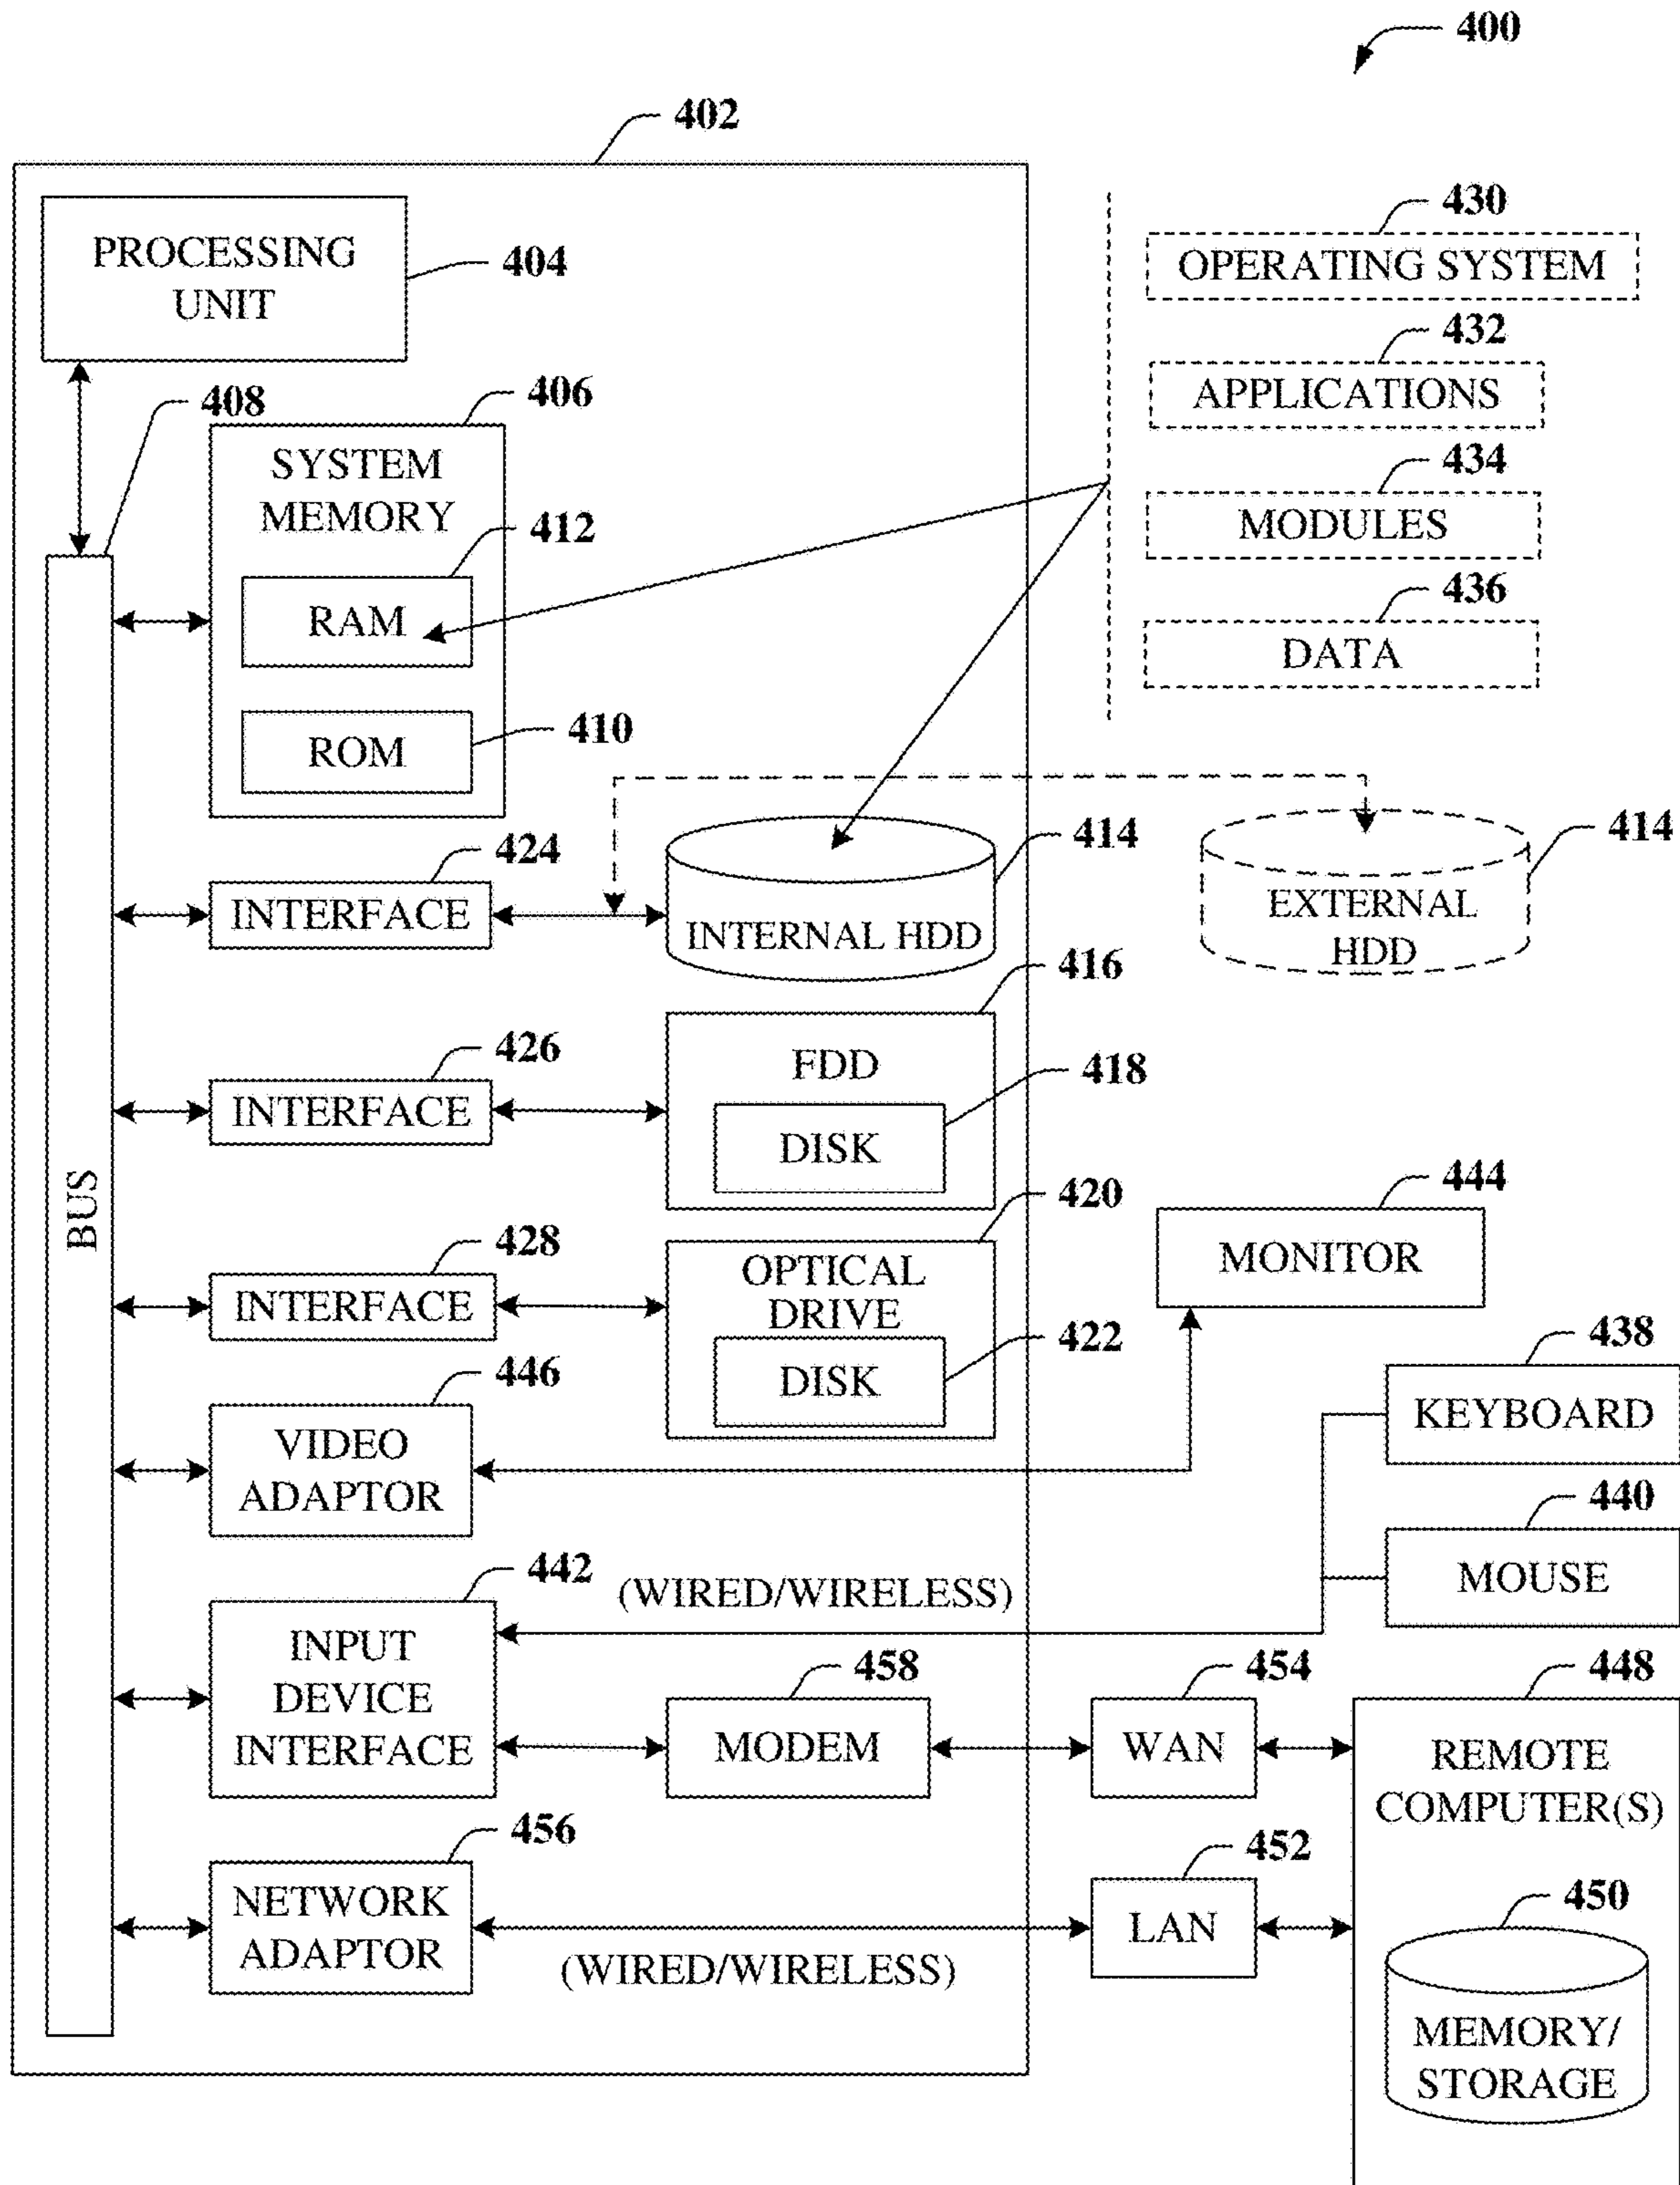 400
402
PROCESSING
UNIT
404
430
OPERATING SYSTEM
432
APPLICATIONS
434
MODULES
436
DATA
408
406
SYSTEM
MEMORY
412
RAM
410
ROM
BUS
424
INTERFACE
414
INTERNAL HDD
414
EXTERNAL
HDD
426
INTERFACE
416
FDD
418
DISK
428
INTERFACE
420
OPTICAL
DRIVE
422
DISK
444
MONITOR
446
VIDEO
ADAPTOR
438
KEYBOARD
440
MOUSE
442
(WIRED/WIRELESS)
INPUT
DEVICE
INTERFACE
458
MODEM
454
WAN
448
REMOTE
COMPUTER(S)
456
NETWORK
ADAPTOR
(WIRED/WIRELESS)
452
LAN
450
MEMORY/
STORAGE